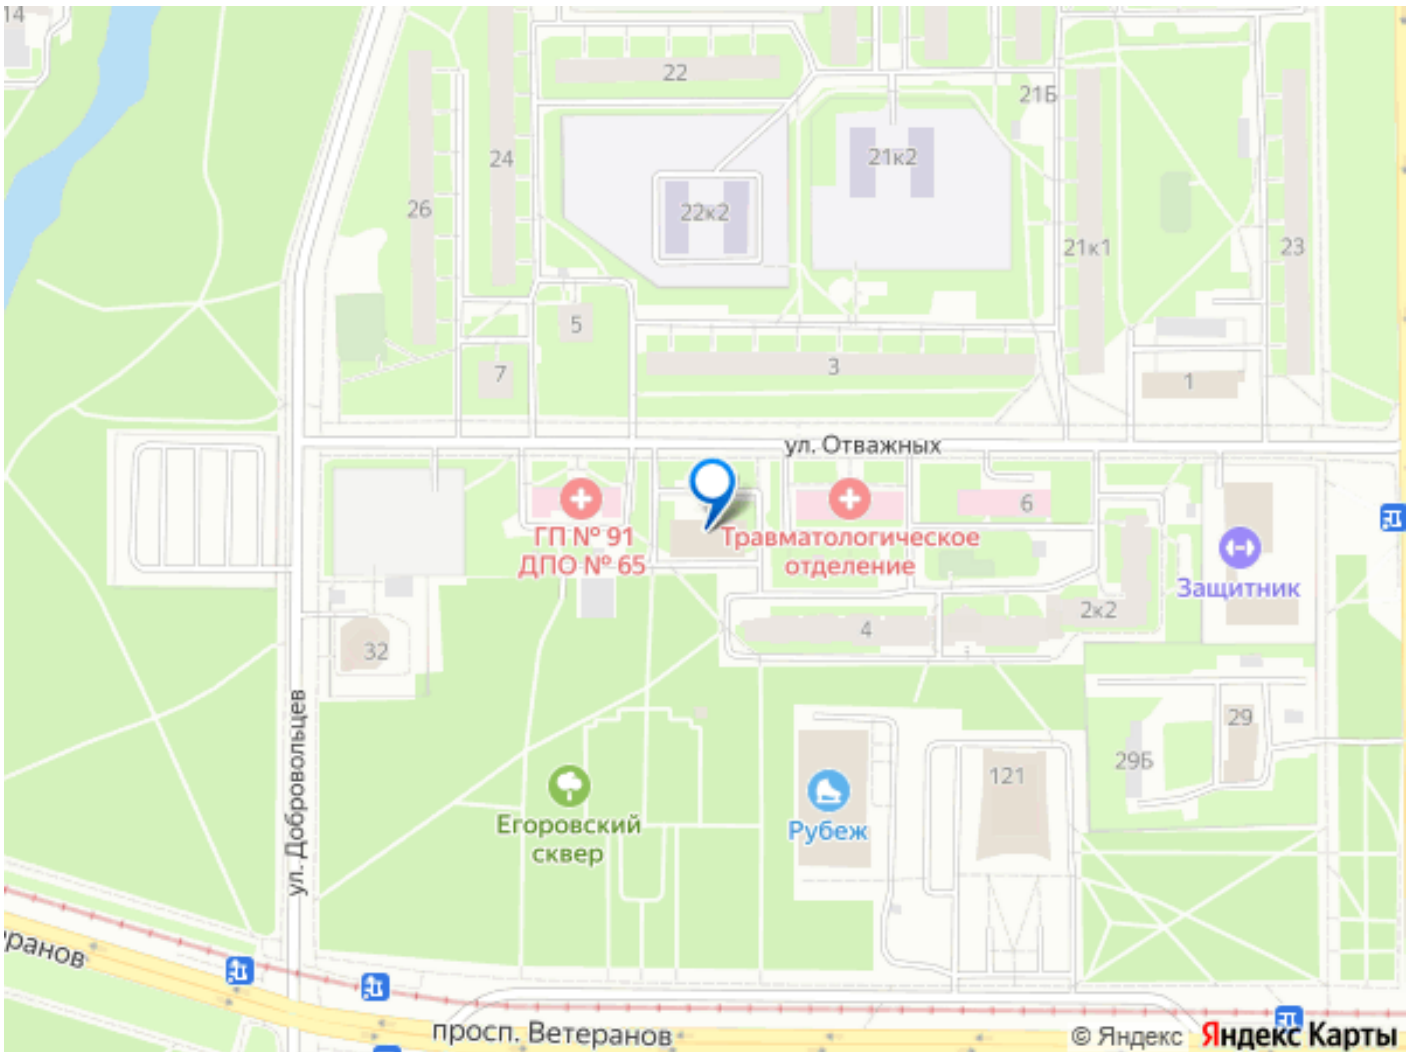 14
22
21Б
24
21к2
26
22к2
21к1
23
5
7
3
1
ул. Отважных
6
ГП № 91
ДПО № 65
Травматологическое
отделение
Защитник
2к2
4
32
ул. Добровольцев
29
29Б
121
Рубеж
Егоровский
сквер
ранов
просп. Ветеранов
© Яндекс Яндекс Карты